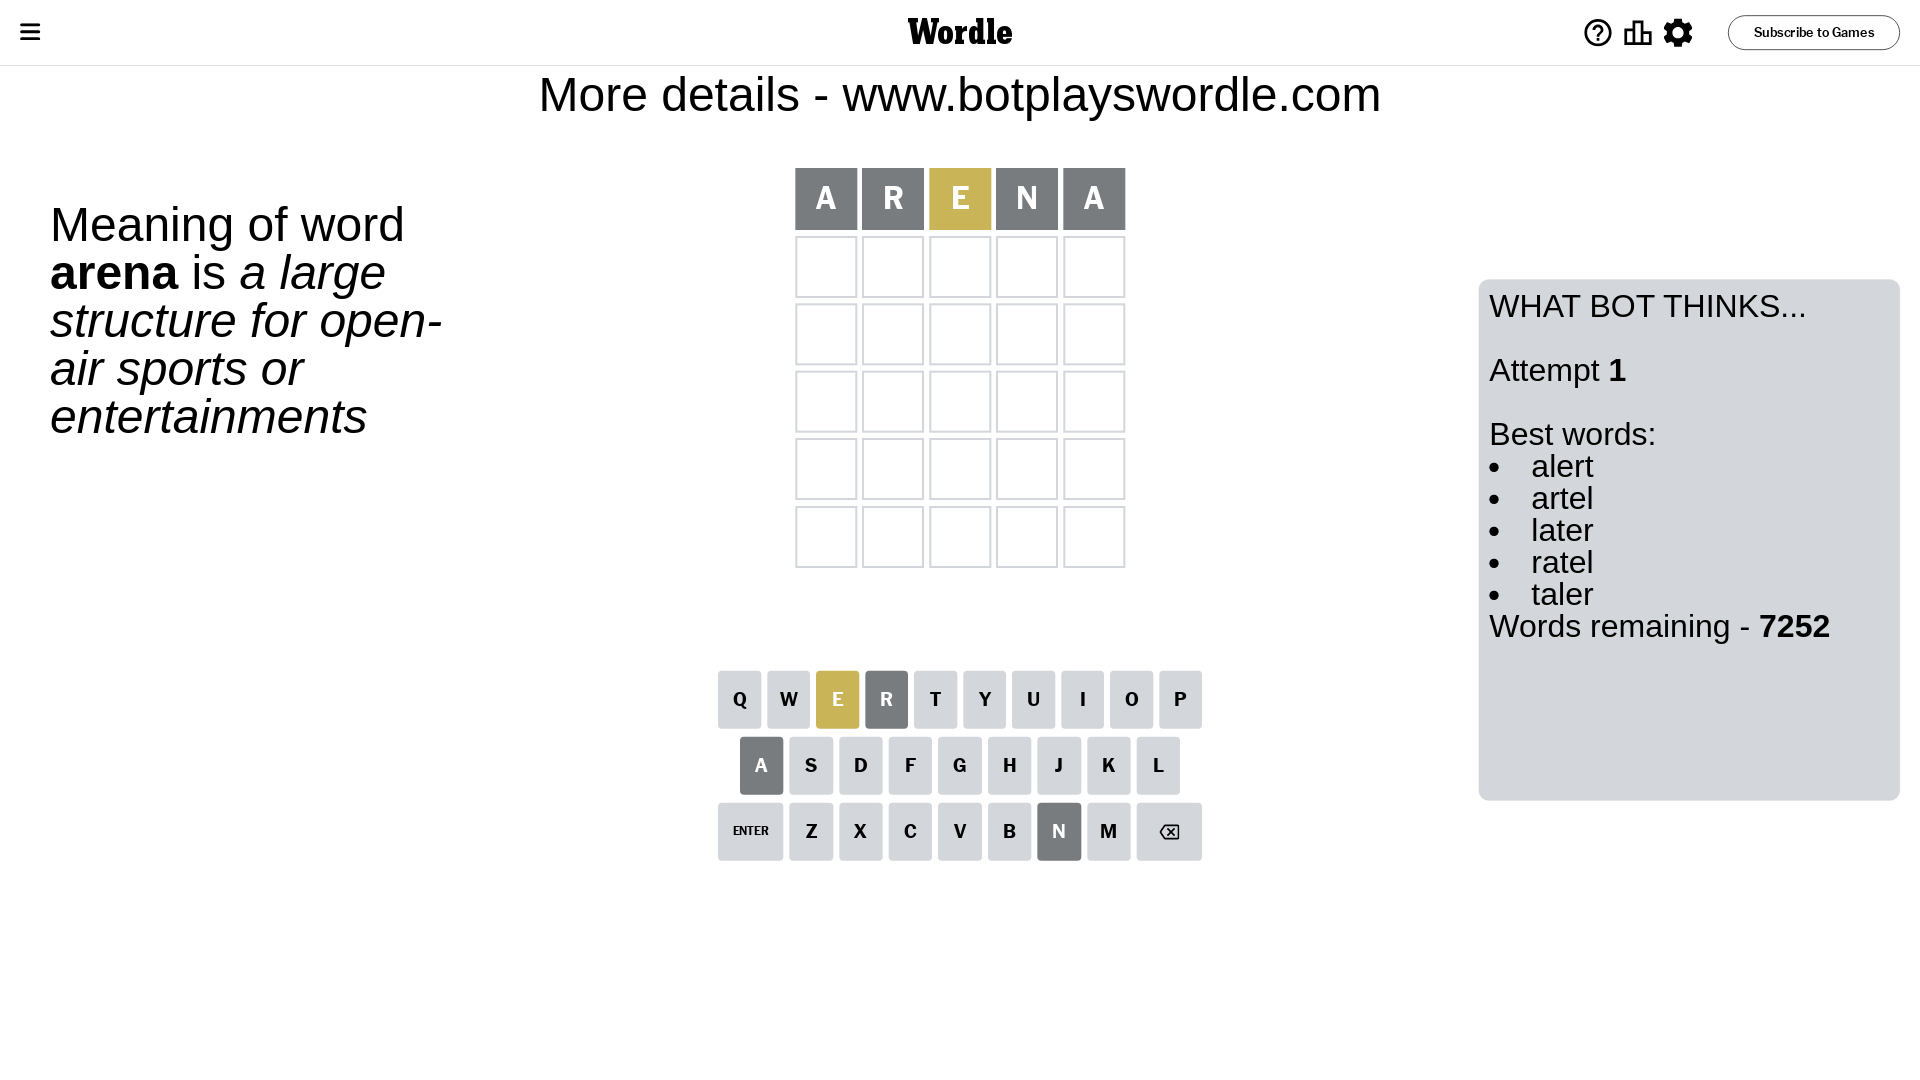 Wordle
Subscribe to Games
More details - www.botplayswordle.com
Meaning of word
arena is a large
structure for open-
air sports or
entertainments
A R E N A
WHAT BOT THINKS...
Attempt 1
Best words:
• alert
• artel
• later
• ratel
• taler
Words remaining - 7252
Q W E R T Y U I O P
A S D F G H J K L
ENTER Z X C V B N M